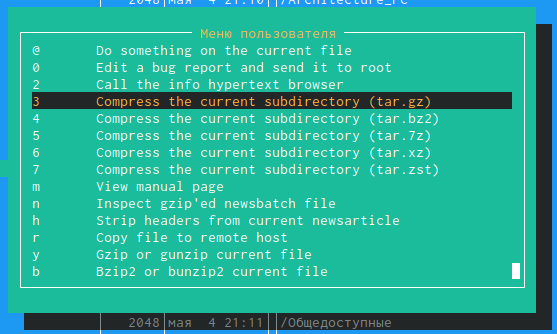 2048 мая 4 21:10 /Architecture_PC
Меню пользователя
@ Do something on the current file
0 Edit a bug report and send it to root
2 Call the info hypertext browser
3 Compress the current subdirectory (tar.gz)
4 Compress the current subdirectory (tar.bz2)
5 Compress the current subdirectory (tar.7z)
6 Compress the current subdirectory (tar.xz)
7 Compress the current subdirectory (tar.zst)
m View manual page
n Inspect gzip'ed newsbatch file
h Strip headers from current newsarticle
r Copy file to remote host
y Gzip or gunzip current file
b Bzip2 or bunzip2 current file
2048 мая 4 21:11 /Общедоступные